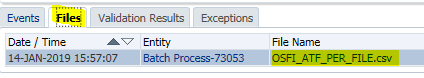 Events Files Validation Results Exceptions
Date / Time Entity File Name
14-JAN-2019 15:57:07 Batch Process-73053 OSFI_ATF_PER_FILE.csv